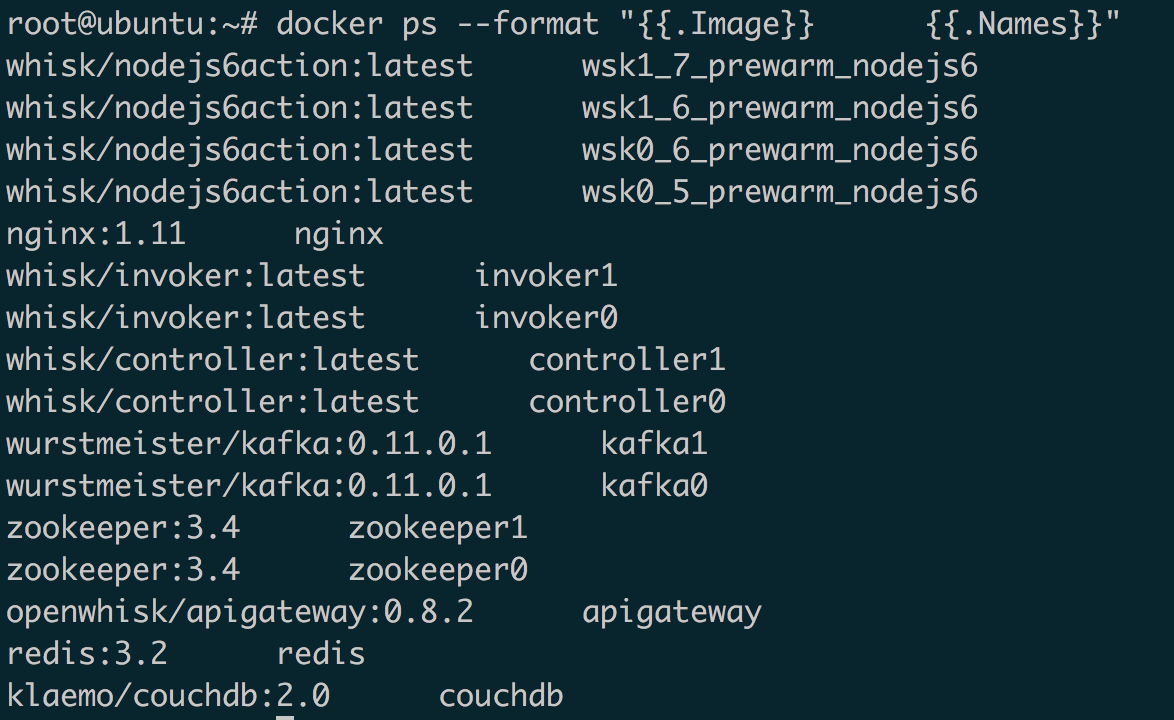 root@ubuntu:~# docker ps --format "{{.Image}}      {{.Names}}"
whisk/nodejs6action:latest      wsk1_7_prewarm_nodejs6
whisk/nodejs6action:latest      wsk1_6_prewarm_nodejs6
whisk/nodejs6action:latest      wsk0_6_prewarm_nodejs6
whisk/nodejs6action:latest      wsk0_5_prewarm_nodejs6
nginx:1.11      nginx
whisk/invoker:latest      invoker1
whisk/invoker:latest      invoker0
whisk/controller:latest      controller1
whisk/controller:latest      controller0
wurstmeister/kafka:0.11.0.1      kafka1
wurstmeister/kafka:0.11.0.1      kafka0
zookeeper:3.4      zookeeper1
zookeeper:3.4      zookeeper0
openwhisk/apigateway:0.8.2      apigateway
redis:3.2      redis
klaemo/couchdb:2.0      couchdb